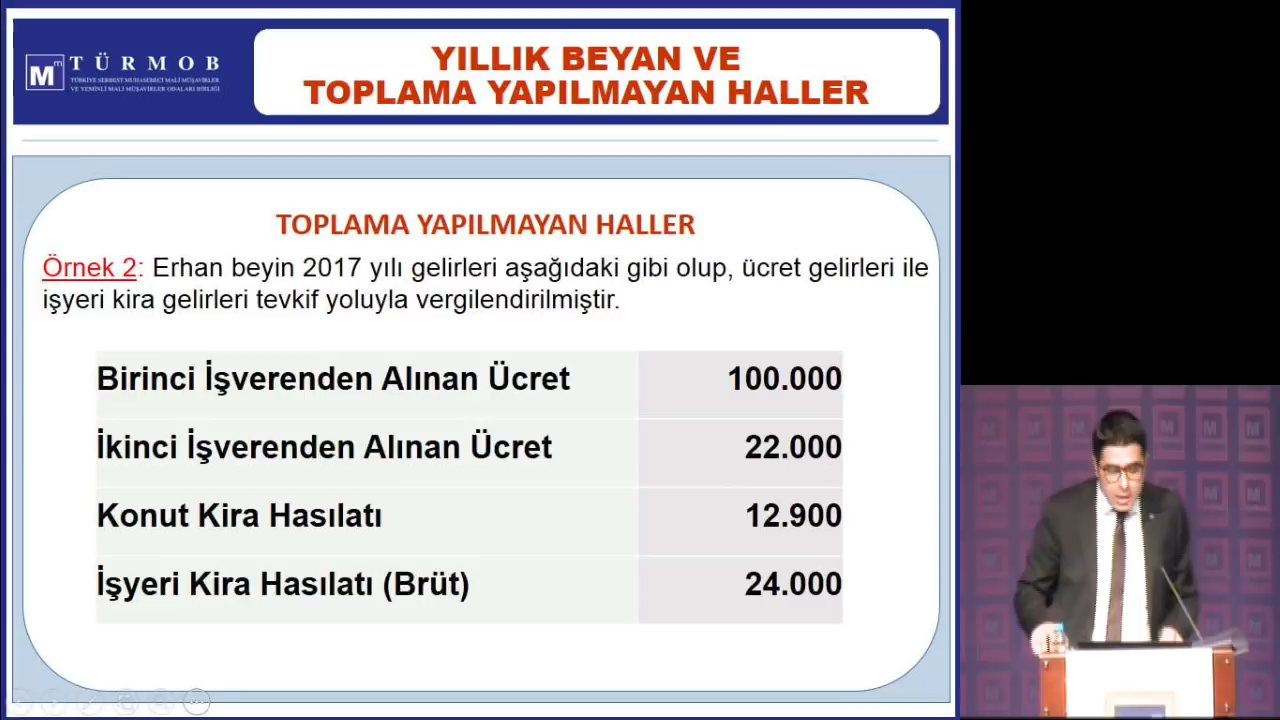 TÜRMOB
TÜRKİYE SERBEST MUHASEBECİ MALİ MÜŞAVİRLER
VE YEMİNLİ MALİ MÜŞAVİRLER ODALARI BİRLİĞİ
YILLIK BEYAN VE
TOPLAMA YAPILMAYAN HALLER
TOPLAMA YAPILMAYAN HALLER
Örnek 2: Erhan beyin 2017 yılı gelirleri aşağıdaki gibi olup, ücret gelirleri ile
işyeri kira gelirleri tevkif yoluyla vergilendirilmiştir.
Birinci İşverenden Alınan Ücret 100.000
İkinci İşverenden Alınan Ücret 22.000
Konut Kira Hasılatı 12.900
İşyeri Kira Hasılatı (Brüt) 24.000